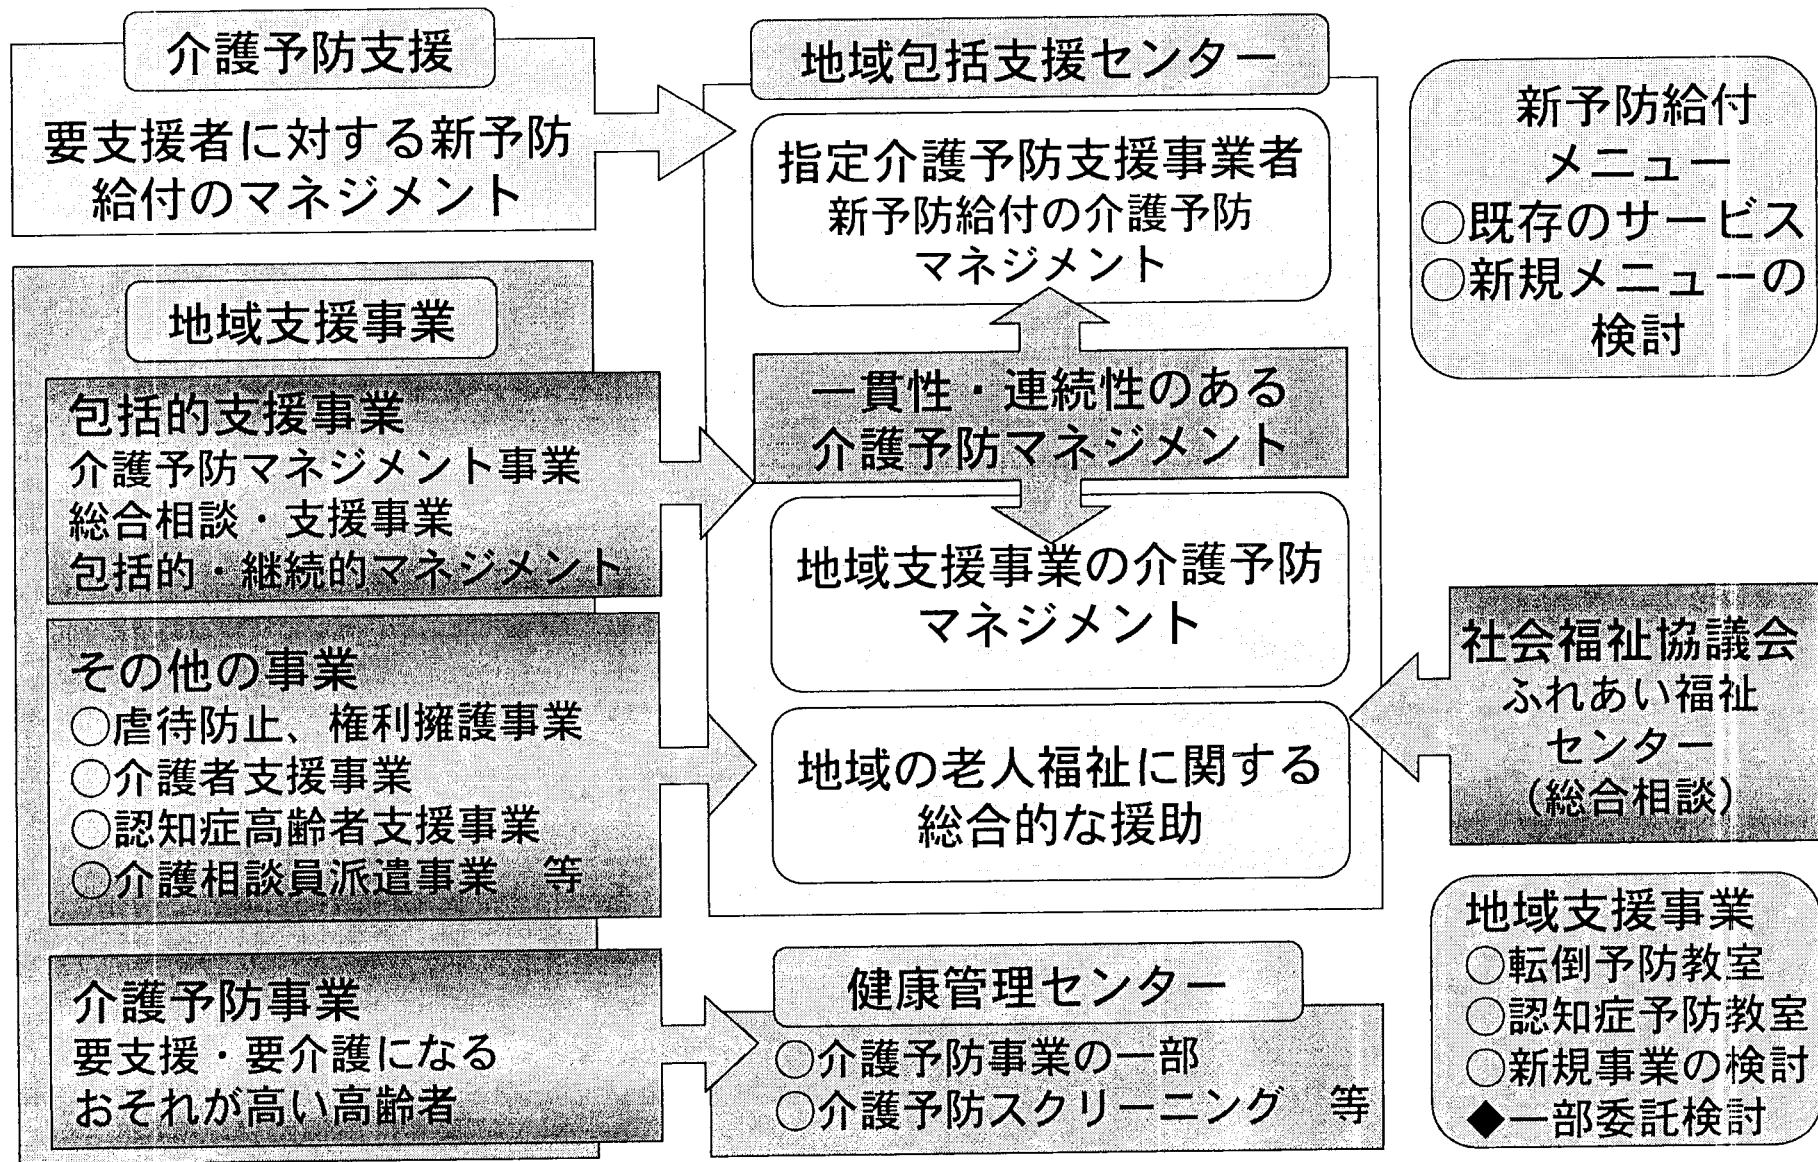 介護予防支援
要支援者に対する新予防
給付のマネジメント
地域支援事業
包括的支援事業
介護予防マネジメント事業
総合相談・支援事業
包括的・継続的マネジメント
その他の事業
○虐待防止、権利擁護事業
○介護者支援事業
○認知症高齢者支援事業
○介護相談員派遣事業　等
介護予防事業
要支援・要介護になる
おそれが高い高齢者
地域包括支援センター
指定介護予防支援事業者
新予防給付の介護予防
マネジメント
一貫性・連続性のある
介護予防マネジメント
地域支援事業の介護予防
マネジメント
地域の老人福祉に関する
総合的な援助
健康管理センター
○介護予防事業の一部
○介護予防スクリーニング　等
新予防給付
メニュー
○既存のサービス
○新規メニューの
検討
社会福祉協議会
ふれあい福祉
センター
（総合相談）
地域支援事業
○転倒予防教室
○認知症予防教室
○新規事業の検討
◆一部委託検討